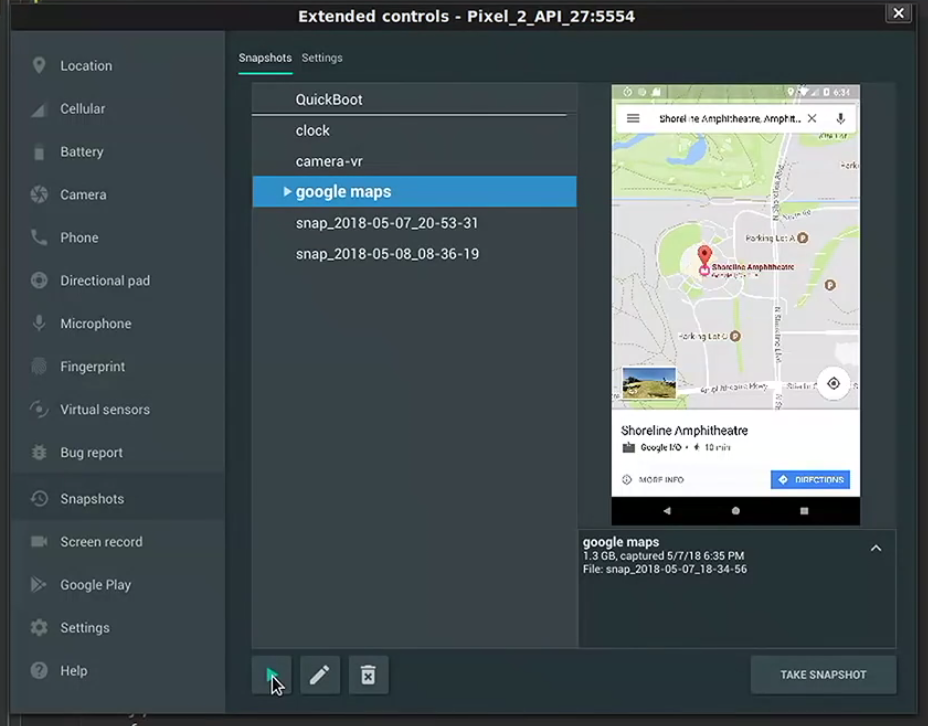 Extended controls - Pixel_2_API_27:5554
Location
Cellular
Battery
Camera
Phone
Directional pad
Microphone
Fingerprint
Virtual sensors
Bug report
Snapshots
Screen record
Google Play
Settings
Help
Snapshots Settings
QuickBoot
clock
camera-vr
google maps
snap_2018-05-07_20-53-31
snap_2018-05-08_08-36-19
6:34
Shoreline Amphitheatre, Amphit...
Parking Lot A
Shoreline Amphitheatre
N Shoreline Blvd
Parking Lot C
Shoreline Amphitheatre
Google I/O • 10 min
MORE INFO
DIRECTIONS
google maps
1.3 GB, captured 5/7/18 6:35 PM
File: snap_2018-05-07_18-34-56
TAKE SNAPSHOT